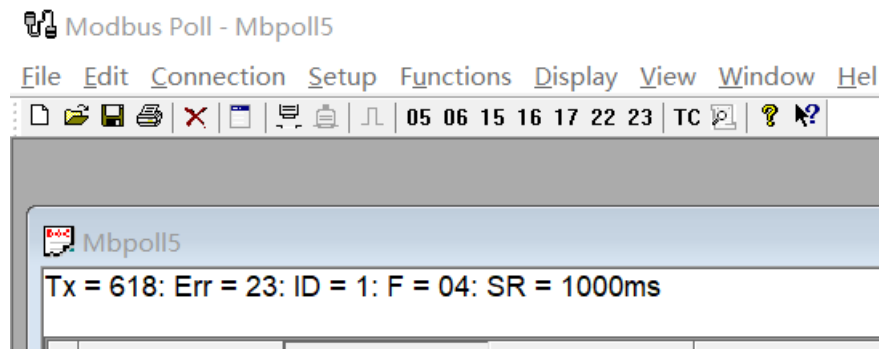 Modbus Poll - Mbpoll5
File Edit Connection Setup Functions Display View Window Hel
05 06 15 16 17 22 23 TC
Mbpoll5
Tx = 618: Err = 23: ID = 1: F = 04: SR = 1000ms